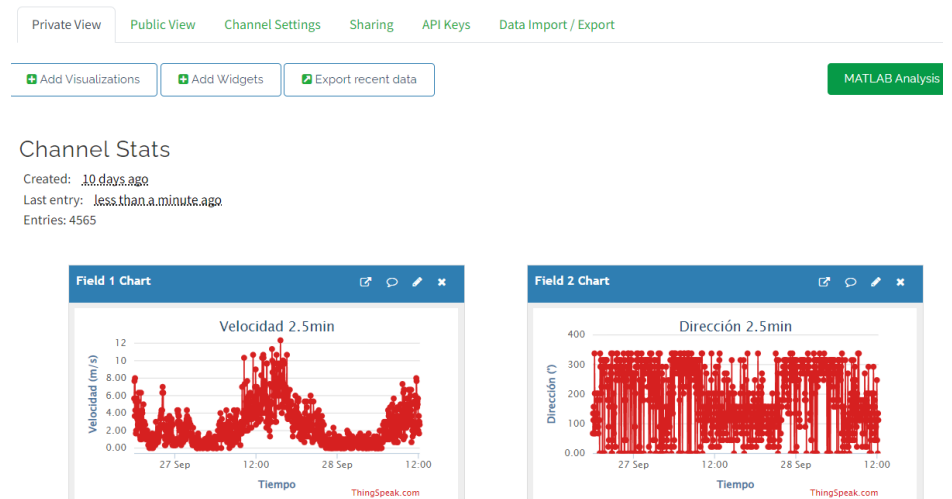 Private View Public View Channel Settings Sharing API Keys Data Import / Export
Add Visualizations Add Widgets Export recent data MATLAB Analysis
Channel Stats
Created: 10 days ago
Last entry: less than a minute ago
Entries: 4565
Field 1 Chart
Velocidad 2.5min
Velocidad (m/s)
12
10
8.00
6.00
4.00
2.00
0.00
27 Sep 12:00 28 Sep 12:00
Tiempo
ThingSpeak.com
Field 2 Chart
Dirección 2.5min
Dirección (°)
400
300
200
100
0.00
27 Sep 12:00 28 Sep 12:00
Tiempo
ThingSpeak.com